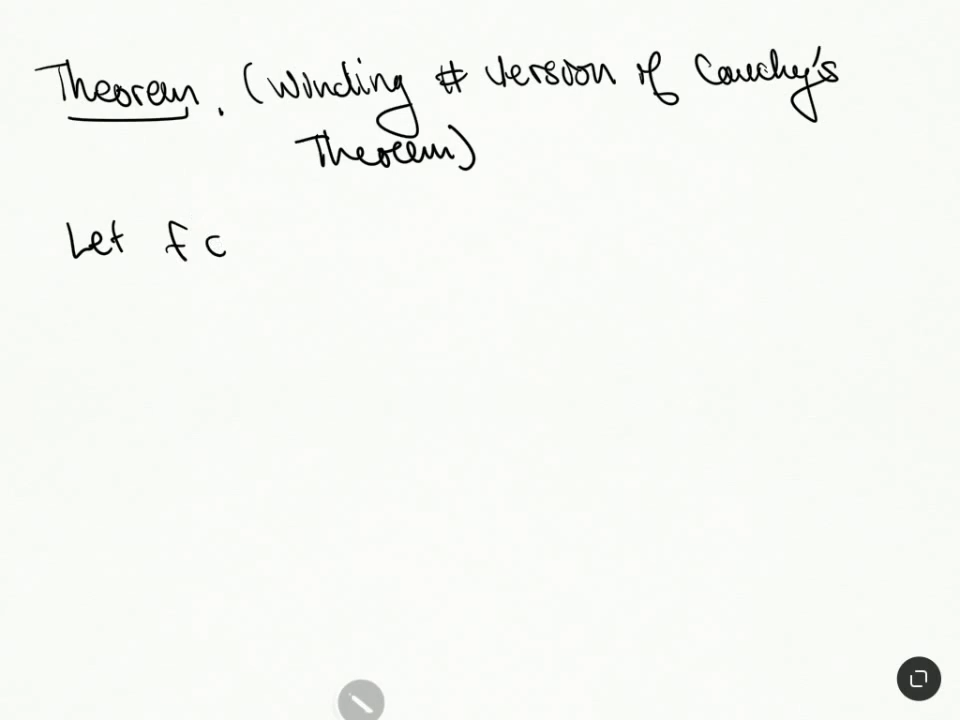 Theorem. (Winding # version of Cauchy's
Theorem)
Let f c